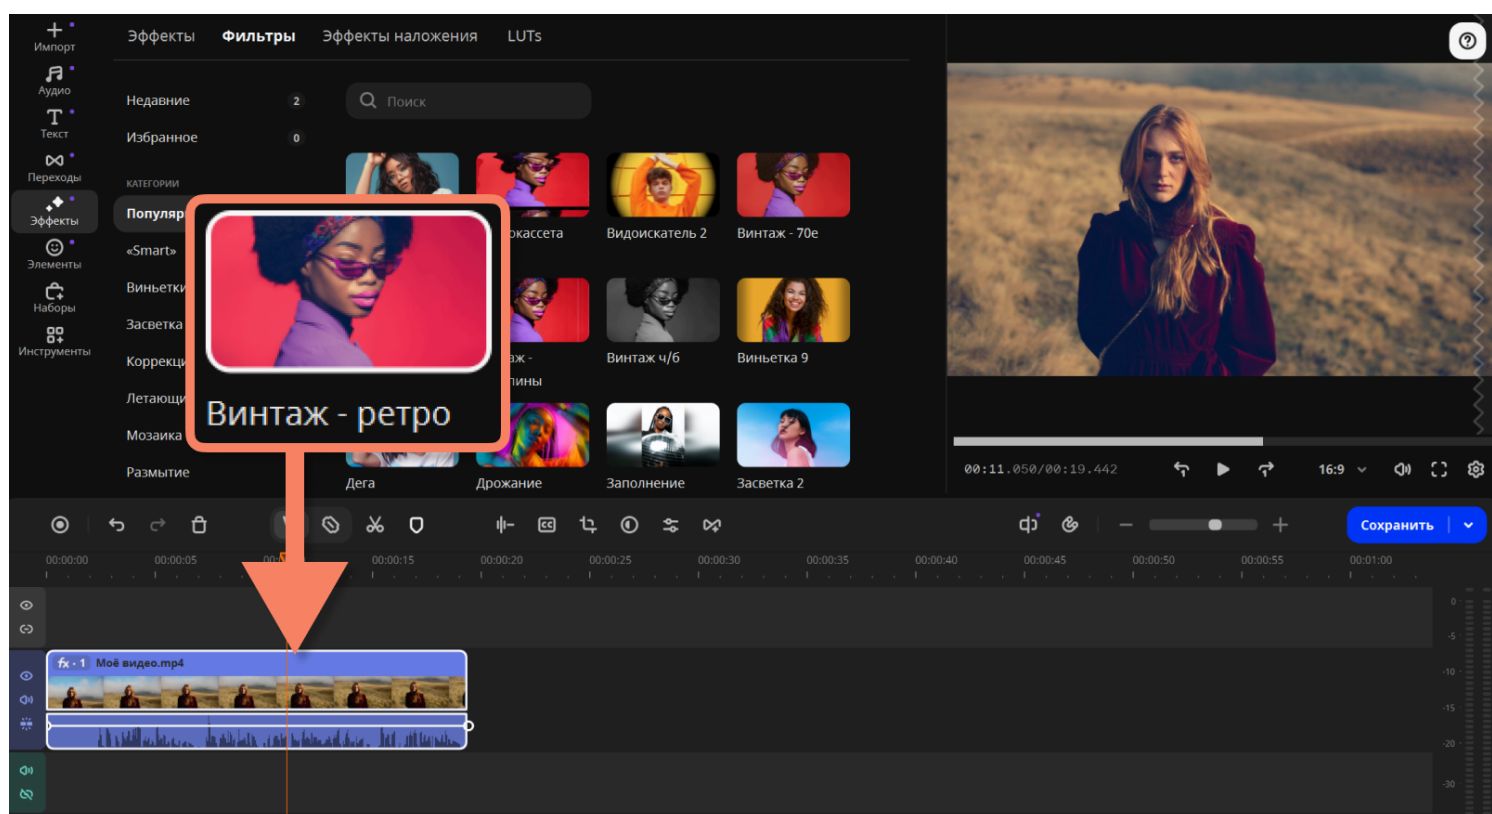 Импорт
Аудио
Текст
Переходы
Эффекты
Элементы
Наборы
Инструменты
Эффекты Фильтры Эффекты наложения LUTs
Недавние 2
Избранное 0
КАТЕГОРИИ
Популяр
«Smart»
Виньетки
Засветка
Коррекци
Летающи
Мозаика
Размытие
Поиск
окассета Видоискатель 2 Винтаж - 70е
аж - Винтаж ч/б Виньетка 9
пины
Дега Дрожание Заполнение Засветка 2
Винтаж - ретро
00:11.050/00:19.442 16:9
Сохранить
00:00:00 00:00:05 00:00:15 00:00:20 00:00:25 00:00:30 00:00:35 00:00:40 00:00:45 00:00:50 00:00:55 00:01:00
fx · 1 Моё видео.mp4
0
-5
-10
-15
-20
-30